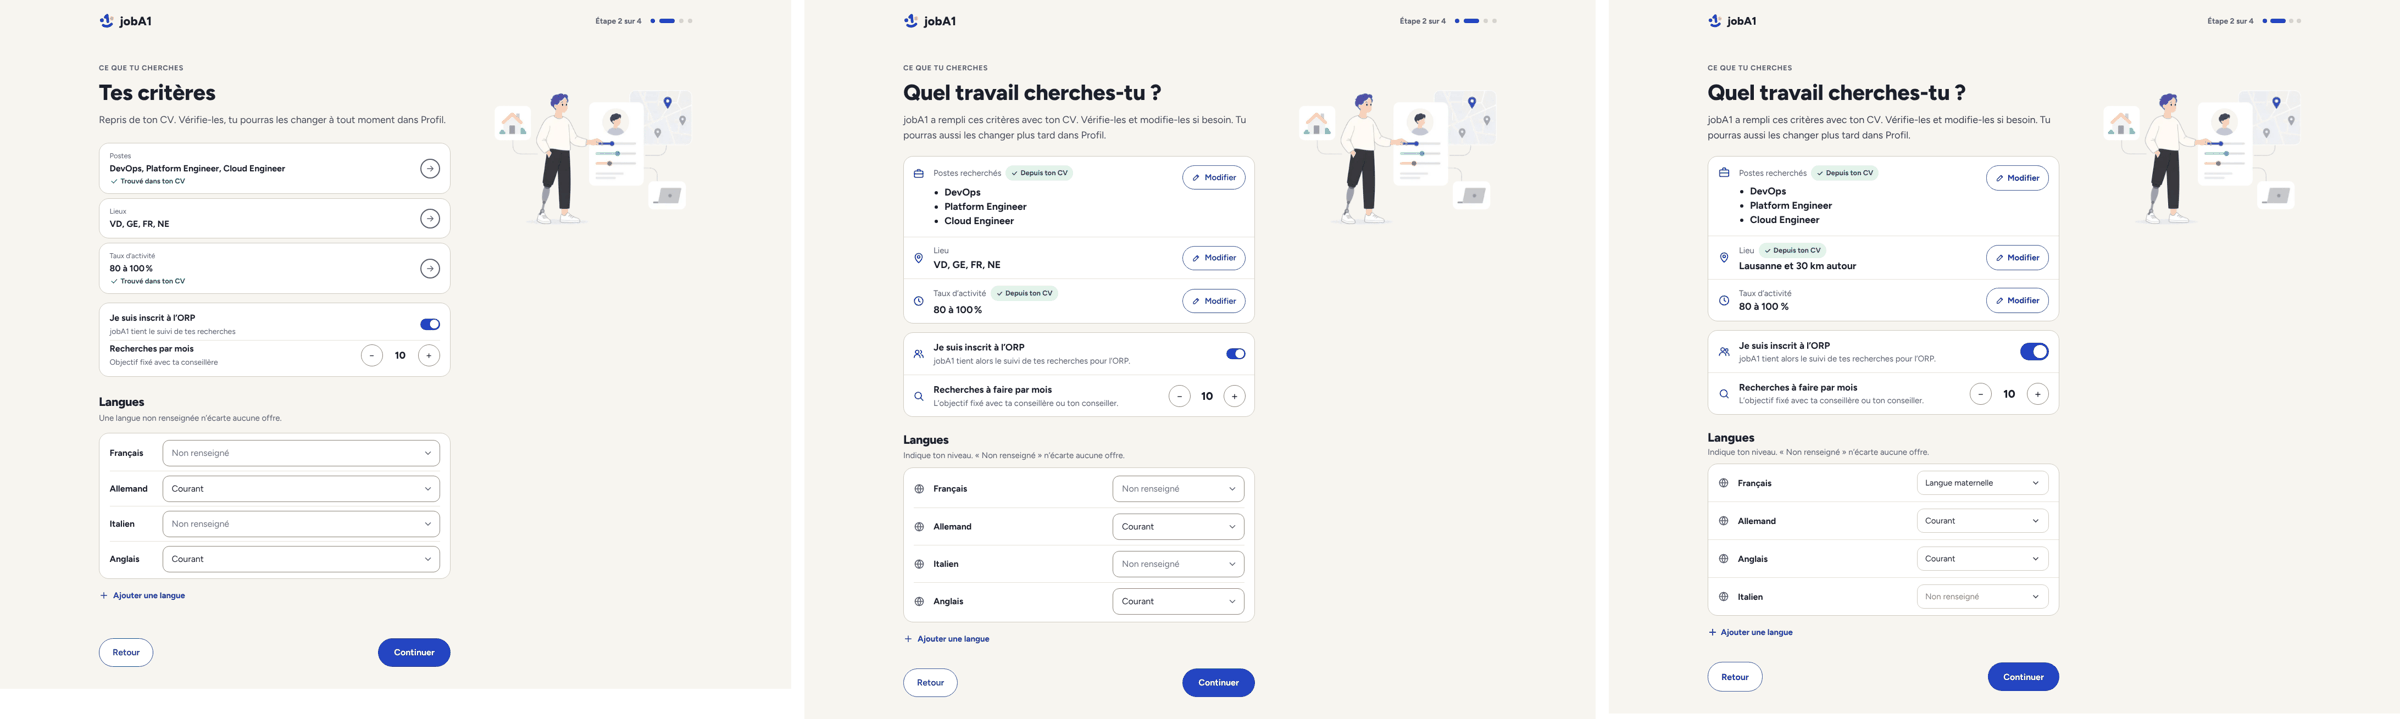 jobA1
Étape 2 sur 4
CE QUE TU CHERCHES
Tes critères
Repris de ton CV. Vérifie-les, tu pourras les changer à tout moment dans Profil.
Postes
DevOps, Platform Engineer, Cloud Engineer
Trouvé dans ton CV
Lieux
VD, GE, FR, NE
Taux d'activité
80 à 100 %
Trouvé dans ton CV
Je suis inscrit à l'ORP
jobA1 tient le suivi de tes recherches
Recherches par mois
Objectif fixé avec ta conseillère
− 10 +
Langues
Une langue non renseignée n'écarte aucune offre.
Français Non renseigné
Allemand Courant
Italien Non renseigné
Anglais Courant
+ Ajouter une langue
Retour
Continuer
jobA1
Étape 2 sur 4
CE QUE TU CHERCHES
Quel travail cherches-tu ?
jobA1 a rempli ces critères avec ton CV. Vérifie-les et modifie-les si besoin. Tu
pourras aussi les changer plus tard dans Profil.
Postes recherchés Depuis ton CV
Modifier
• DevOps
• Platform Engineer
• Cloud Engineer
Lieu
VD, GE, FR, NE
Modifier
Taux d'activité Depuis ton CV
80 à 100 %
Modifier
Je suis inscrit à l'ORP
jobA1 tient alors le suivi de tes recherches pour l'ORP.
Recherches à faire par mois
L'objectif fixé avec ta conseillère ou ton conseiller.
− 10 +
Langues
Indique ton niveau. « Non renseigné » n'écarte aucune offre.
Français Non renseigné
Allemand Courant
Italien Non renseigné
Anglais Courant
+ Ajouter une langue
Retour
Continuer
jobA1
Étape 2 sur 4
CE QUE TU CHERCHES
Quel travail cherches-tu ?
jobA1 a rempli ces critères avec ton CV. Vérifie-les et modifie-les si besoin. Tu
pourras aussi les changer plus tard dans Profil.
Postes recherchés Depuis ton CV
Modifier
• DevOps
• Platform Engineer
• Cloud Engineer
Lieu Depuis ton CV
Lausanne et 30 km autour
Modifier
Taux d'activité
80 à 100 %
Modifier
Je suis inscrit à l'ORP
jobA1 tient alors le suivi de tes recherches pour l'ORP.
Recherches à faire par mois
L'objectif fixé avec ta conseillère ou ton conseiller.
− 10 +
Langues
Indique ton niveau. « Non renseigné » n'écarte aucune offre.
Français Langue maternelle
Allemand Courant
Anglais Courant
Italien Non renseigné
+ Ajouter une langue
Retour
Continuer